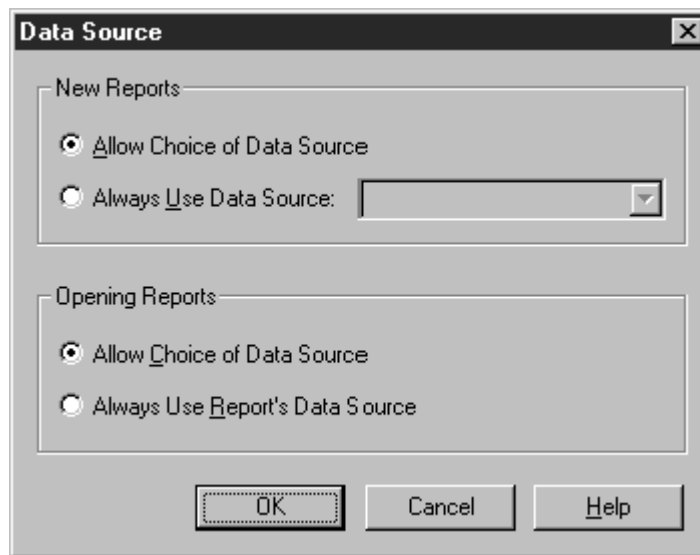 Data Source
New Reports
Allow Choice of Data Source
Always Use Data Source:
Opening Reports
Allow Choice of Data Source
Always Use Report's Data Source
OK Cancel Help